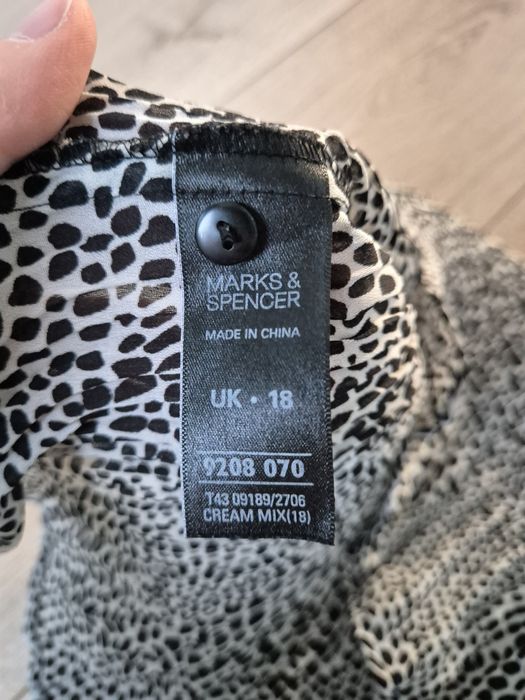 MARKS &
SPENCER
MADE IN CHINA
UK • 18
9208 070
T43 09189/2706
CREAM MIX(18)